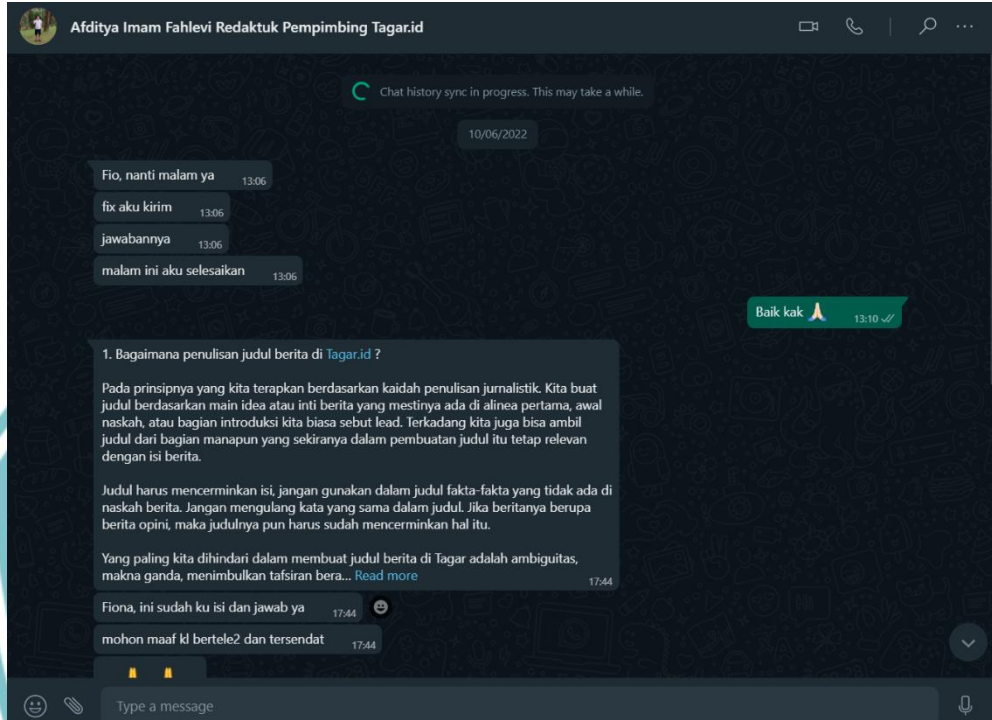 Afditya Imam Fahlevi Redaktuk Pempimbing Tagar.id
Chat history sync in progress. This may take a while.
10/06/2022
Fio, nanti malam ya 13:06
fix aku kirim 13:06
jawabannya 13:06
malam ini aku selesaikan 13:06
Baik kak 🙏🏻 13:10
1. Bagaimana penulisan judul berita di Tagar.id ?
Pada prinsipnya yang kita terapkan berdasarkan kaidah penulisan jurnalistik. Kita buat
judul berdasarkan main idea atau inti berita yang mestinya ada di alinea pertama, awal
naskah, atau bagian introduksi kita biasa sebut lead. Terkadang kita juga bisa ambil
judul dari bagian manapun yang sekiranya dalam pembuatan judul itu tetap relevan
dengan isi berita.
Judul harus mencerminkan isi, jangan gunakan dalam judul fakta-fakta yang tidak ada di
naskah berita. Jangan mengulang kata yang sama dalam judul. Jika beritanya berupa
berita opini, maka judulnya pun harus sudah mencerminkan hal itu.
Yang paling kita dihindari dalam membuat judul berita di Tagar adalah ambiguitas,
makna ganda, menimbulkan tafsiran bera... Read more
17:44
Fiona, ini sudah ku isi dan jawab ya 17:44
mohon maaf kl bertele2 dan tersendat 17:44
Type a message